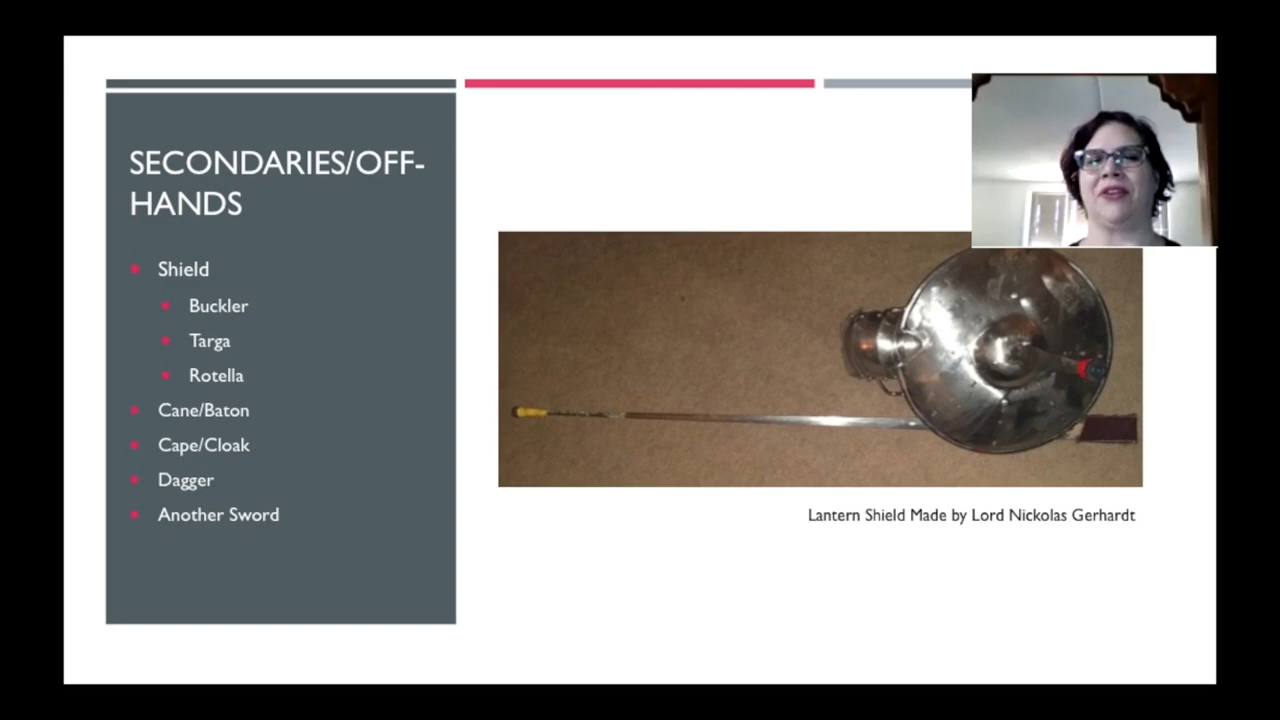 SECONDARIES/OFF-
HANDS
Shield
Buckler
Targa
Rotella
Cane/Baton
Cape/Cloak
Dagger
Another Sword
Lantern Shield Made by Lord Nickolas Gerhardt